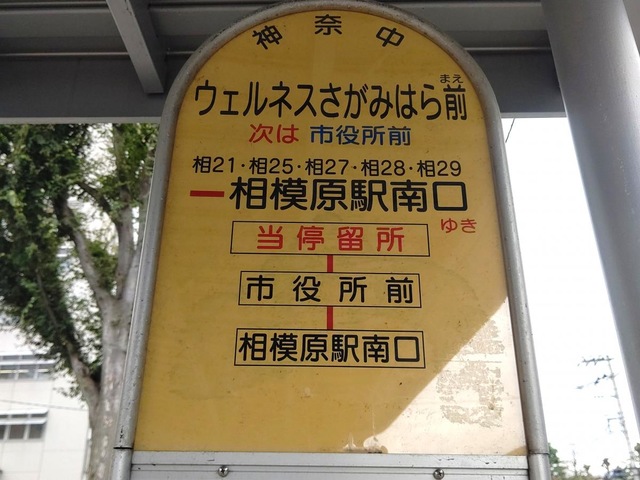 神奈中
まえ
ウェルネスさがみはら前
次は 市役所前
相21・相25・相27・相28・相29
相模原駅南口
ゆき
当停留所
市役所前
相模原駅南口